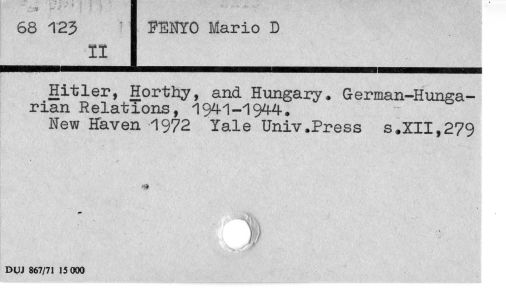 68 123
II
FENYO Mario D
Hitler, Horthy, and Hungary. German-Hunga-
rian Relations, 1941-1944.
New Haven 1972 Yale Univ.Press s.XII,279
DUJ 867/71 15 000